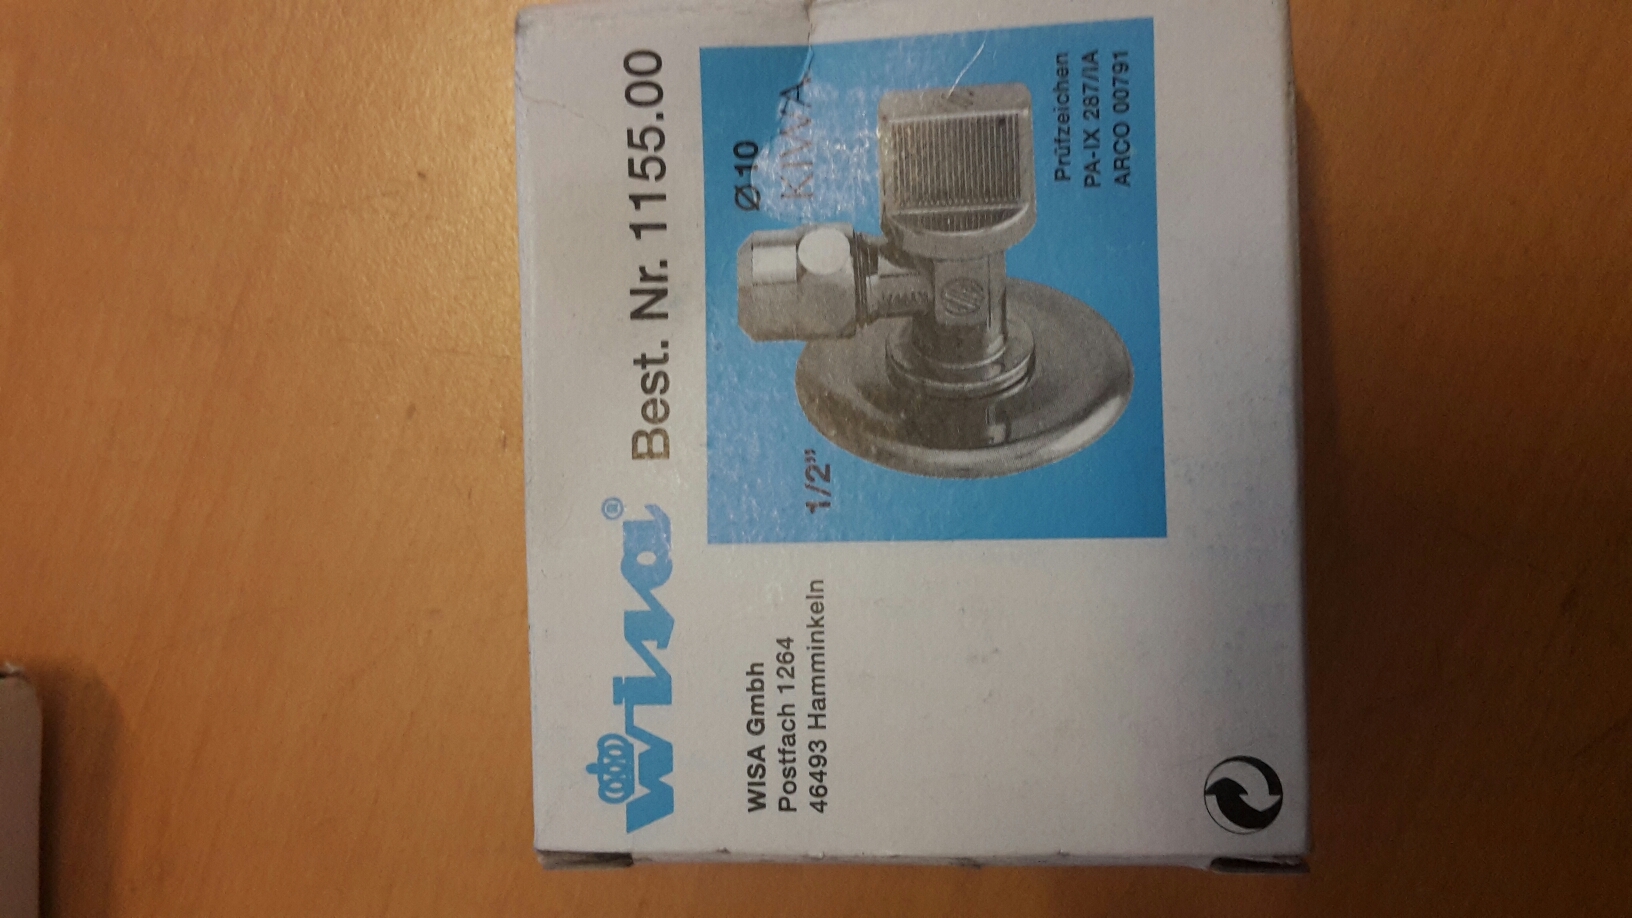 wisa® Best. Nr. 1155.00
WISA Gmbh
Postfach 1264
46493 Hamminkeln
Ø 10
KIWA
1/2"
Prüfzeichen
PA-IX 287/IA
ARCO 00791